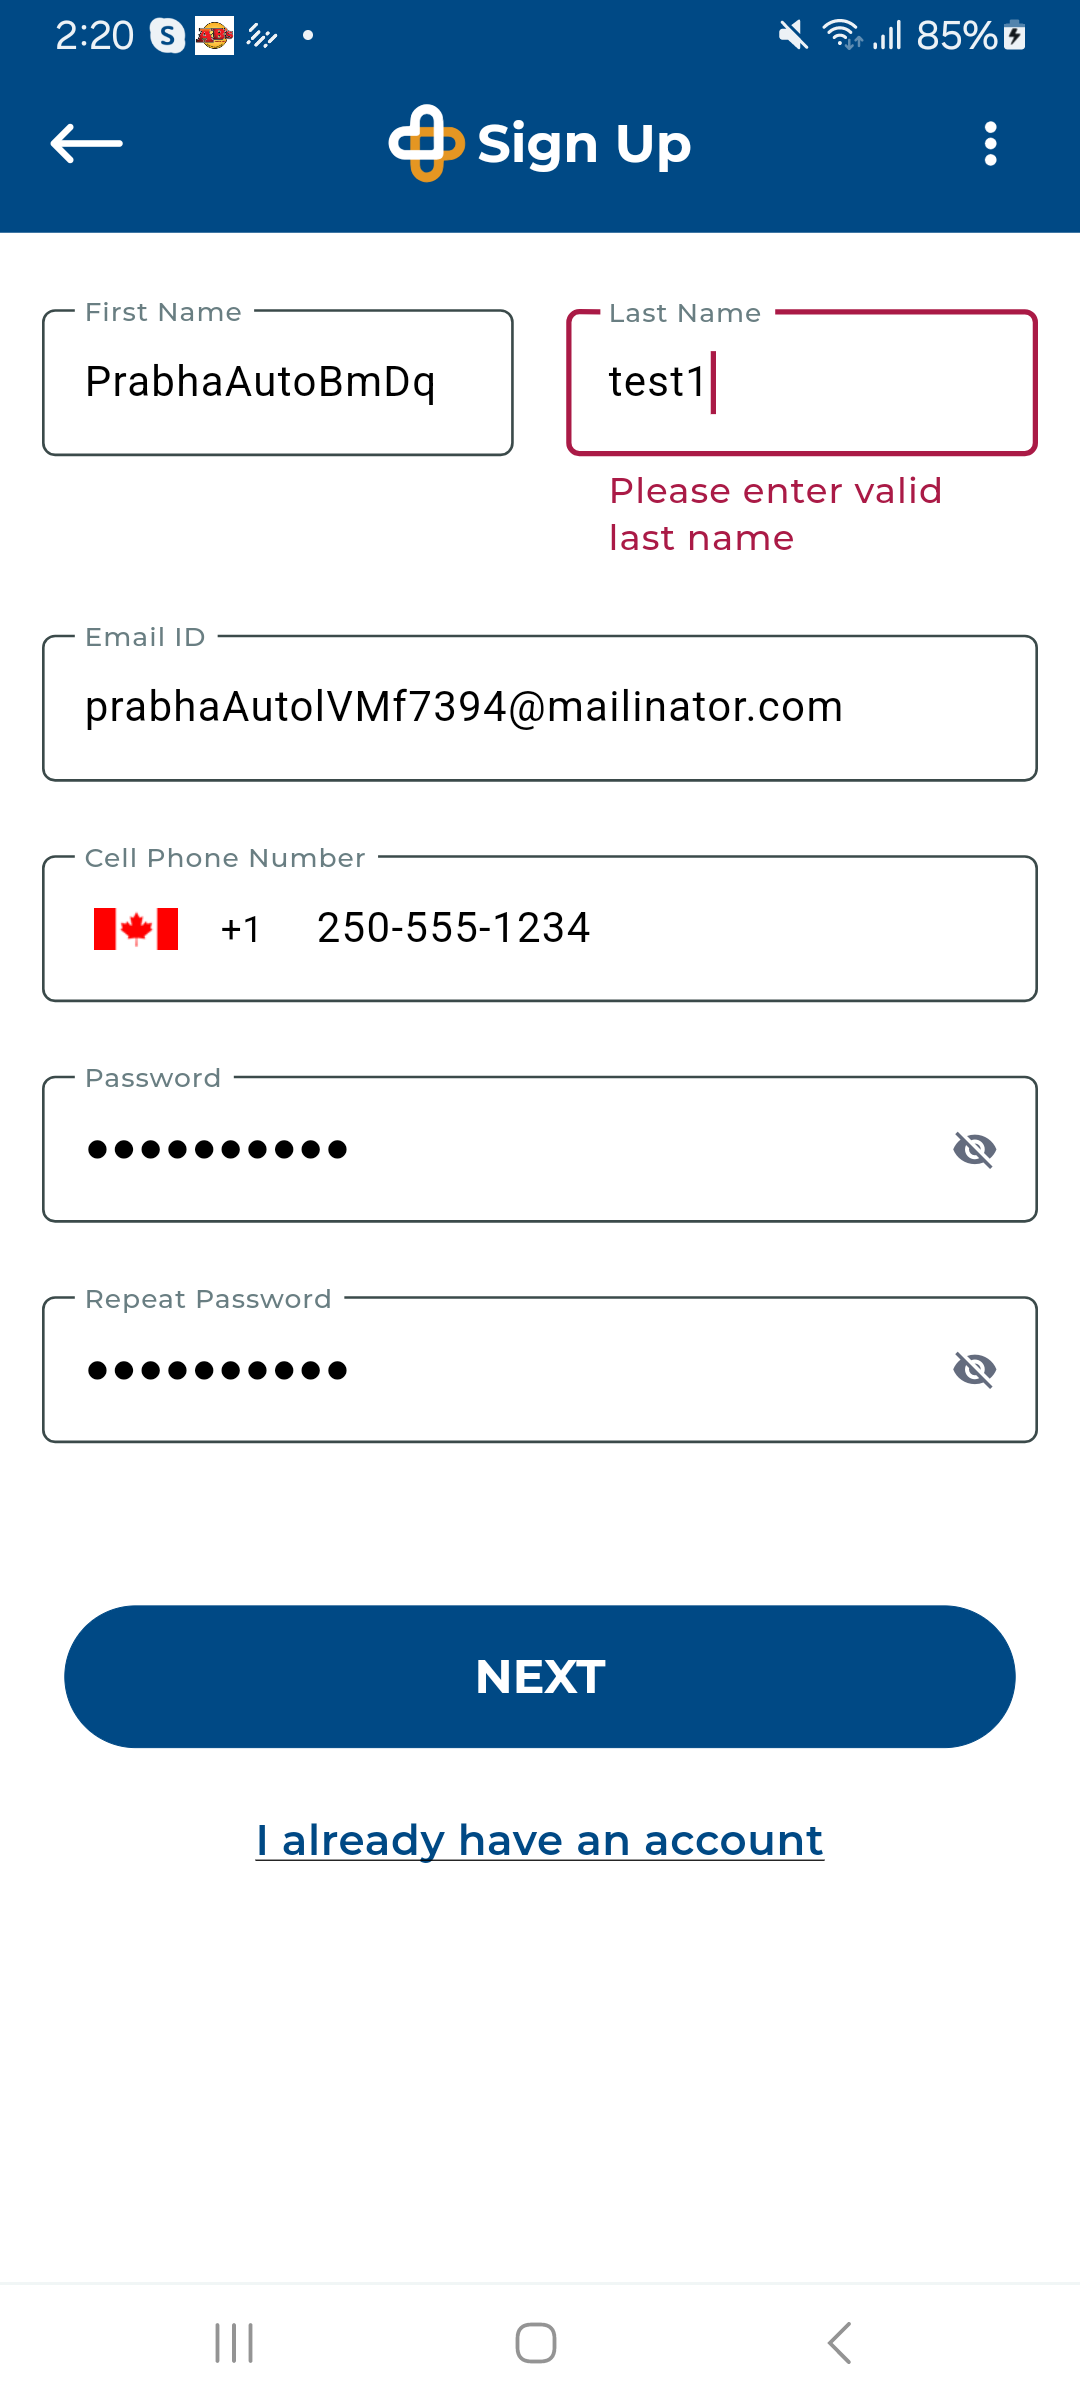 2:20 S 85%
Sign Up
First Name
PrabhaAutoBmDq
Last Name
test1
Please enter valid
last name
Email ID
prabhaAutolVMf7394@mailinator.com
Cell Phone Number
+1 250-555-1234
Password
Repeat Password
NEXT
I already have an account